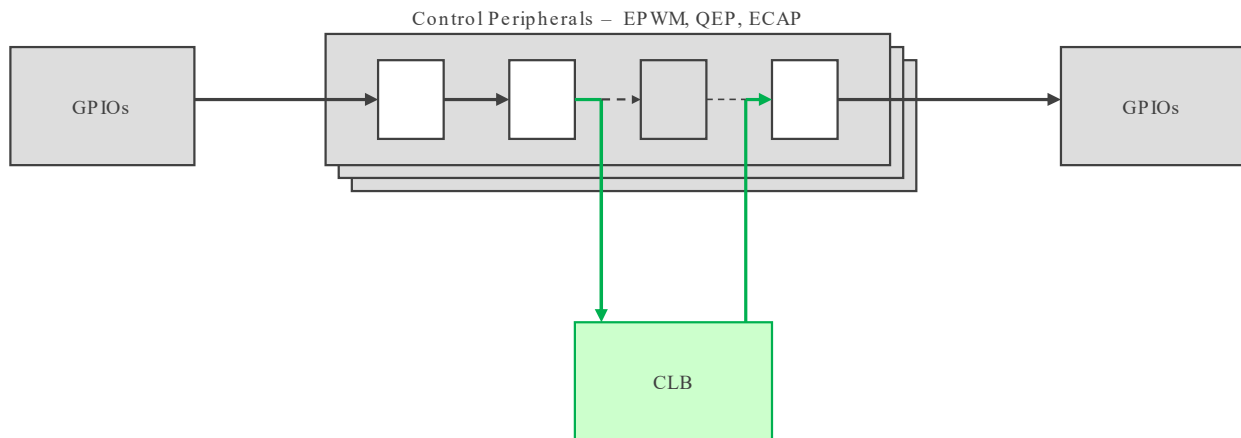 Control Peripherals – EPWM, QEP, ECAP
GPIOs
GPIOs
CLB